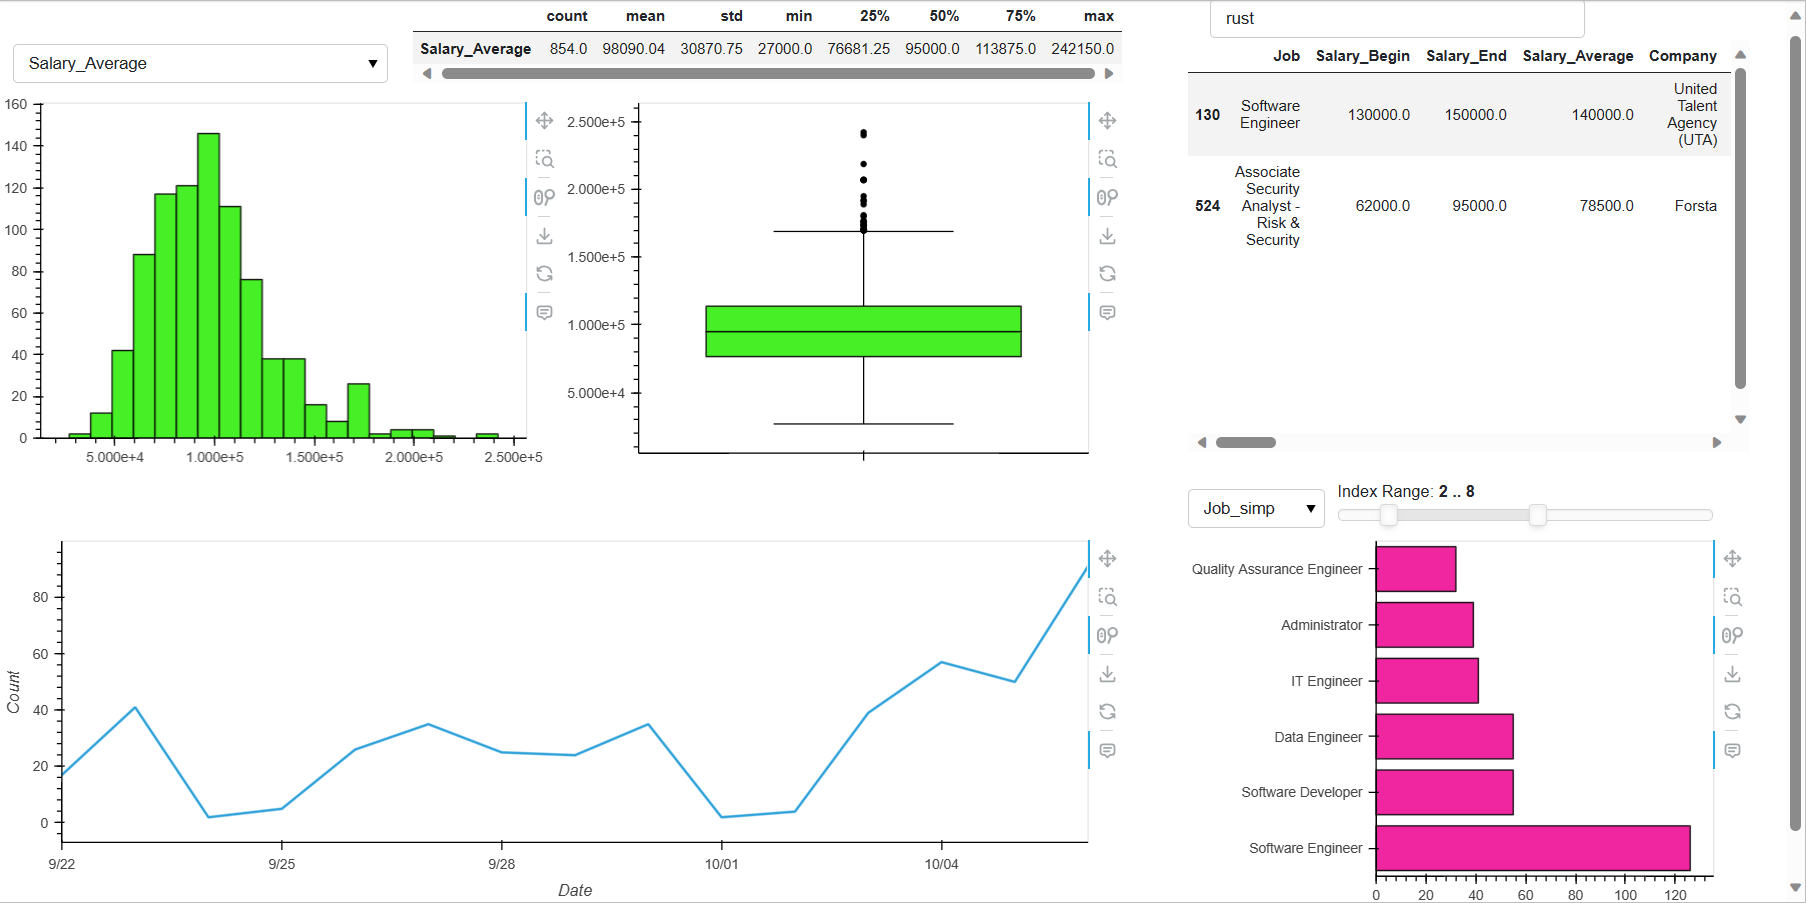 count mean std min 25% 50% 75% max
Salary_Average 854.0 98090.04 30870.75 27000.0 76681.25 95000.0 113875.0 242150.0
Salary_Average
160
140
120
100
80
60
40
20
0
5.000e+4 1.000e+5 1.500e+5 2.000e+5 2.500e+5
2.500e+5
2.000e+5
1.500e+5
1.000e+5
5.000e+4
rust
Job Salary_Begin Salary_End Salary_Average Company
130 Software Engineer 130000.0 150000.0 140000.0 United Talent Agency (UTA)
524 Associate Security Analyst - Risk & Security 62000.0 95000.0 78500.0 Forsta
Count
80
60
40
20
0
9/22 9/25 9/28 10/01 10/04
Date
Job_simp
Index Range: 2 .. 8
Quality Assurance Engineer
Administrator
IT Engineer
Data Engineer
Software Developer
Software Engineer
0 20 40 60 80 100 120